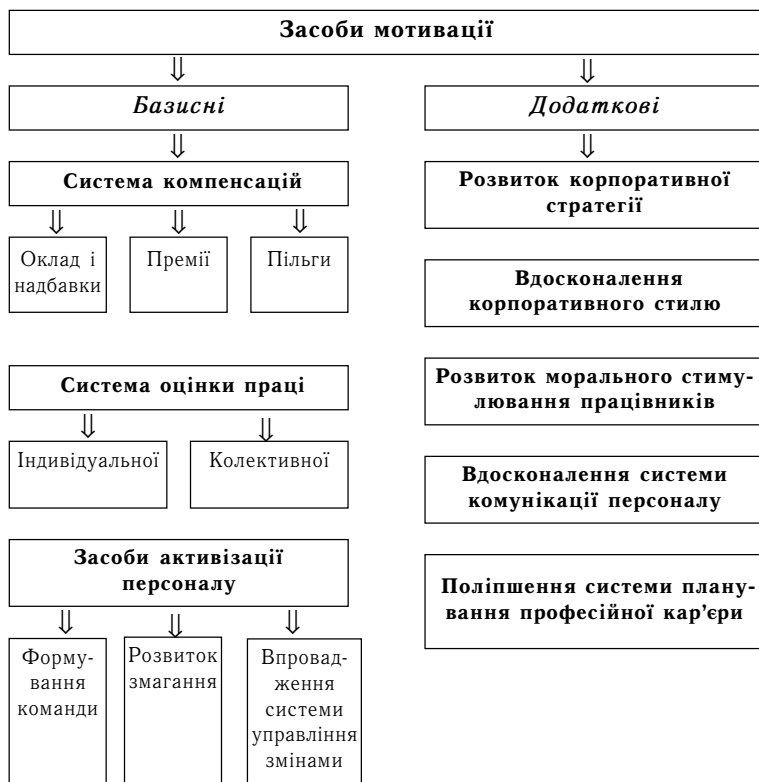 Засоби мотивації
Базисні
Система компенсацій
Оклад і
надбавки
Премії
Пільги
Система оцінки праці
Індивідуальної
Колективної
Засоби активізації
персоналу
Форму-
вання
команди
Розвиток
змагання
Впровад-
ження
системи
управління
змінами
Додаткові
Розвиток корпоративної
стратегії
Вдосконалення
корпоративного стилю
Розвиток морального стиму-
лювання працівників
Вдосконалення системи
комунікації персоналу
Поліпшення системи плану-
вання професійної кар'єри